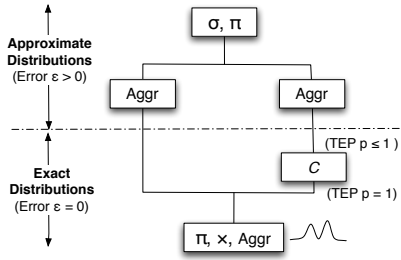 σ, π
Approximate
Distributions
(Error ε > 0)
Aggr
Aggr
(TEP p ≤ 1)
Exact
Distributions
(Error ε = 0)
C
(TEP p = 1)
π, ×, Aggr